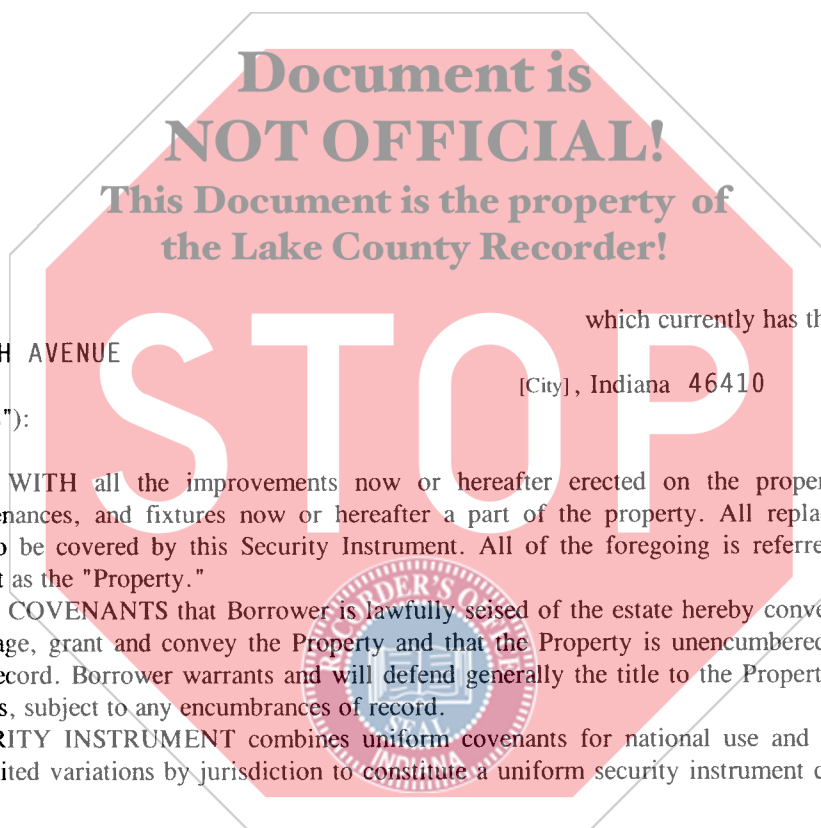 Document is
NOT OFFICIAL!
This Document is the property of
the Lake County Recorder!
STOP
which currently has th
H AVENUE
[City], Indiana 46410
"):
WITH all the improvements now or hereafter erected on the proper
enances, and fixtures now or hereafter a part of the property. All repla
o be covered by this Security Instrument. All of the foregoing is referre
t as the "Property."
COVENANTS that Borrower is lawfully seised of the estate hereby conve
age, grant and convey the Property and that the Property is unencumbered
ecord. Borrower warrants and will defend generally the title to the Propert
s, subject to any encumbrances of record.
RITY INSTRUMENT combines uniform covenants for national use and
ited variations by jurisdiction to constitute a uniform security instrument c
RECORDER'S OFFICE
SEAL
INDIANA